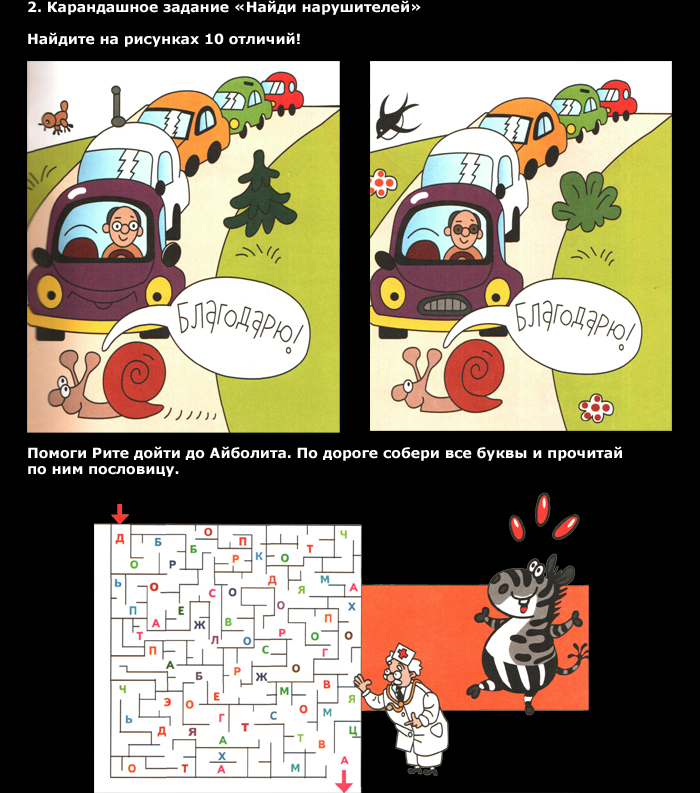 2. Карандашное задание «Найди нарушителей»
Найдите на рисунках 10 отличий!
Благодарю!
Благодарю!
Помоги Рите дойти до Айболита. По дороге собери все буквы и прочитай
по ним пословицу.
Д Б О П Ч
Б Р К О Т
О Р
Ь О С О Д Я М А
П Е О Х
А Ж В П
Т Л О Р О О
П С Г
А Б Р Ж О
Ч М В
Э О Е Я
Ь Г С О М
Д Я Т Т Ц
А С В
Х А
О Т А М